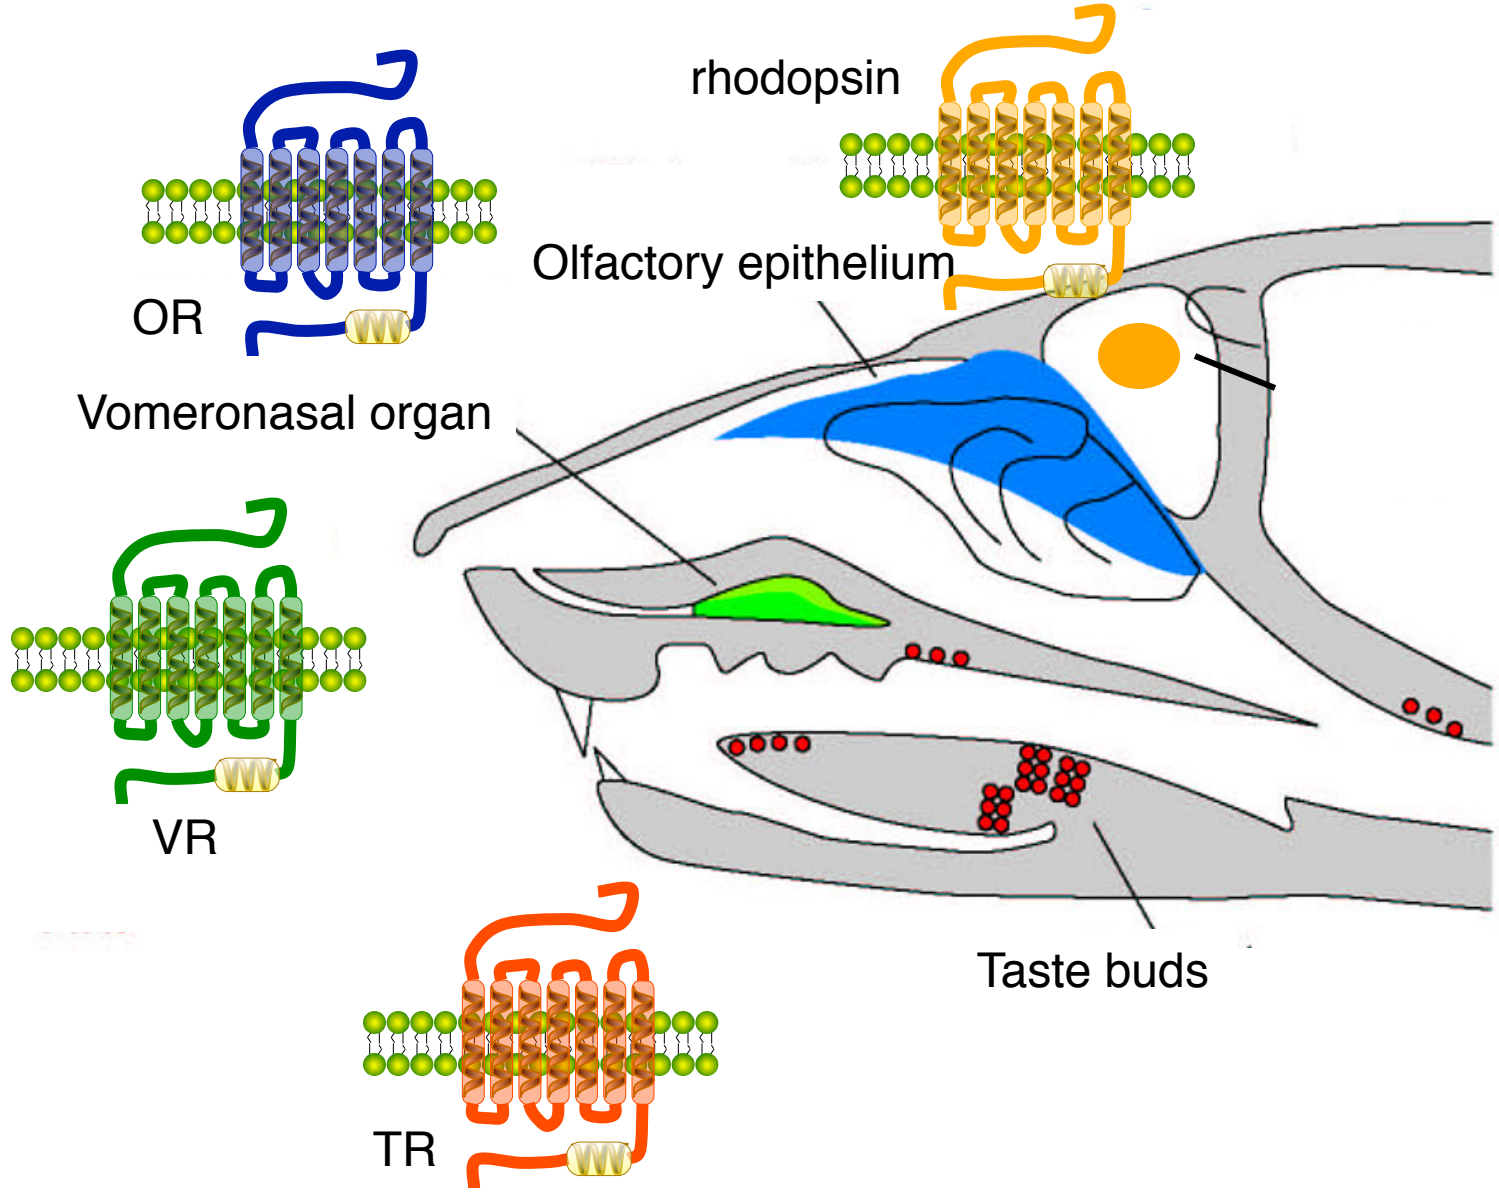 rhodopsin
Olfactory epithelium
OR
Vomeronasal organ
VR
Taste buds
TR